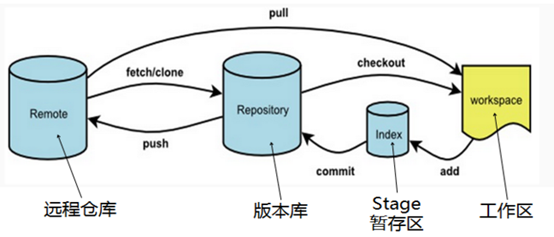 pull
fetch/clone
checkout
Remote
Repository
workspace
Index
push
commit
add
远程仓库
版本库
Stage
暂存区
工作区